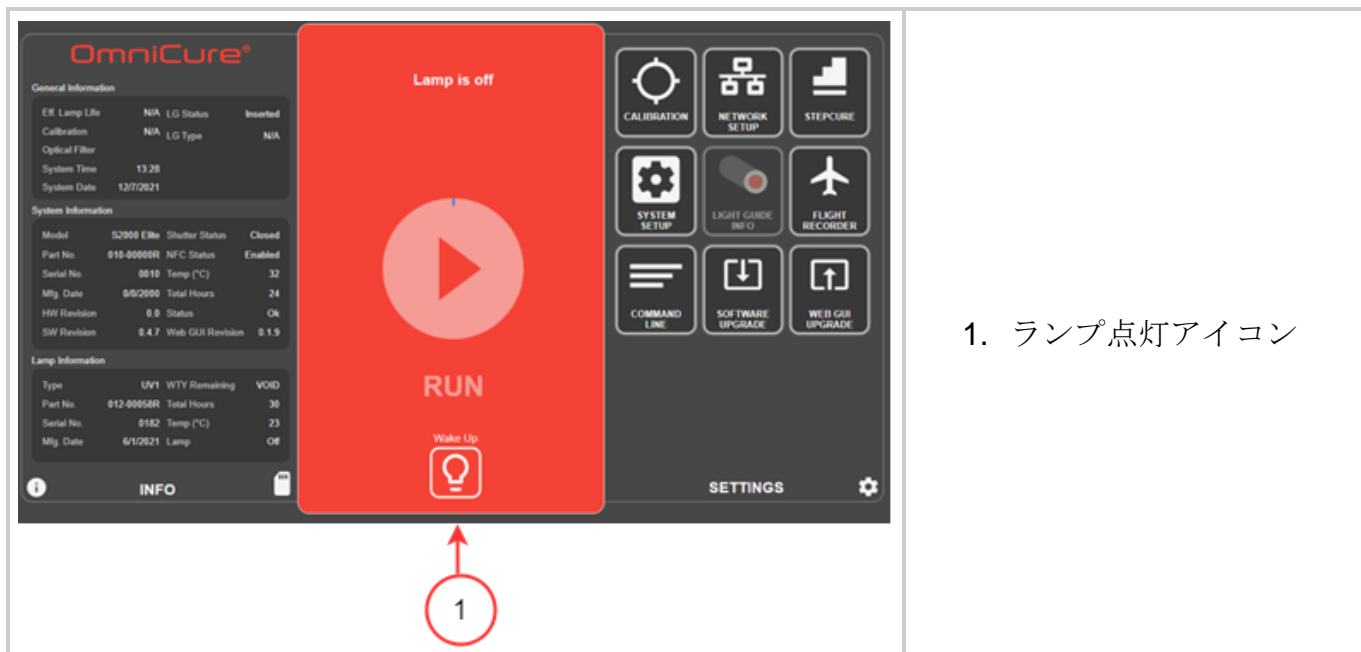 OmniCure®
General Information
Eff. Lamp Life N/A LG Status Inserted
Calibration N/A LG Type N/A
Optical Filter
System Time 13:28
System Date 12/7/2021
System Information
Model S2000 Elite Shutter Status Closed
Part No. 010-00000R NFC Status Enabled
Serial No. 0010 Temp (°C) 32
Mfg. Date 0/0/2000 Total Hours 24
HW Revision 0.0 Status Ok
SW Revision 0.4.7 Web GUI Revision 0.1.9
Lamp Information
Type UV1 WTY Remaining VOID
Part No. 012-00058R Total Hours 30
Serial No. 0182 Temp (°C) 23
Mfg. Date 6/1/2021 Lamp Off
INFO
Lamp is off
RUN
Wake Up
CALIBRATION
NETWORK
SETUP
STEPCURE
SYSTEM
SETUP
LIGHT GUIDE
INFO
FLIGHT
RECORDER
COMMAND
LINE
SOFTWARE
UPGRADE
WEB GUI
UPGRADE
SETTINGS
1
1. ランプ点灯アイコン